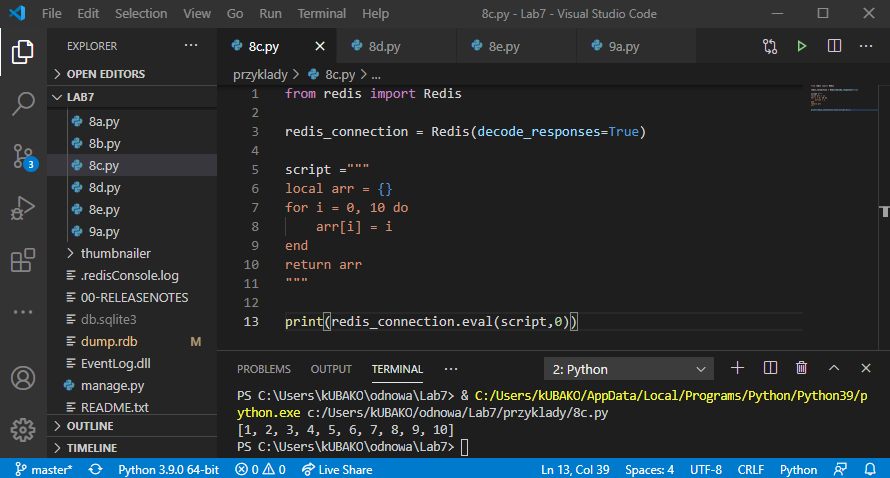 File Edit Selection View Go Run Terminal Help 8c.py - Lab7 - Visual Studio Code
EXPLORER
OPEN EDITORS
LAB7
8a.py
8b.py
8c.py
8d.py
8e.py
9a.py
thumbnailer
.redisConsole.log
00-RELEASENOTES
db.sqlite3
dump.rdb M
EventLog.dll
manage.py
README.txt
OUTLINE
TIMELINE
3
8c.py 8d.py 8e.py 9a.py
przyklady > 8c.py > ...
1 from redis import Redis
2
3 redis_connection = Redis(decode_responses=True)
4
5 script ="""
6 local arr = {}
7 for i = 0, 10 do
8     arr[i] = i
9 end
10 return arr
11 """
12
13 print(redis_connection.eval(script,0))
PROBLEMS OUTPUT TERMINAL ... 2: Python
PS C:\Users\kUBAKO\odnowa\Lab7> & C:/Users/kUBAKO/AppData/Local/Programs/Python/Python39/p
ython.exe c:/Users/kUBAKO/odnowa/Lab7/przyklady/8c.py
[1, 2, 3, 4, 5, 6, 7, 8, 9, 10]
PS C:\Users\kUBAKO\odnowa\Lab7>
master* Python 3.9.0 64-bit 0 0 Live Share Ln 13, Col 39 Spaces: 4 UTF-8 CRLF Python